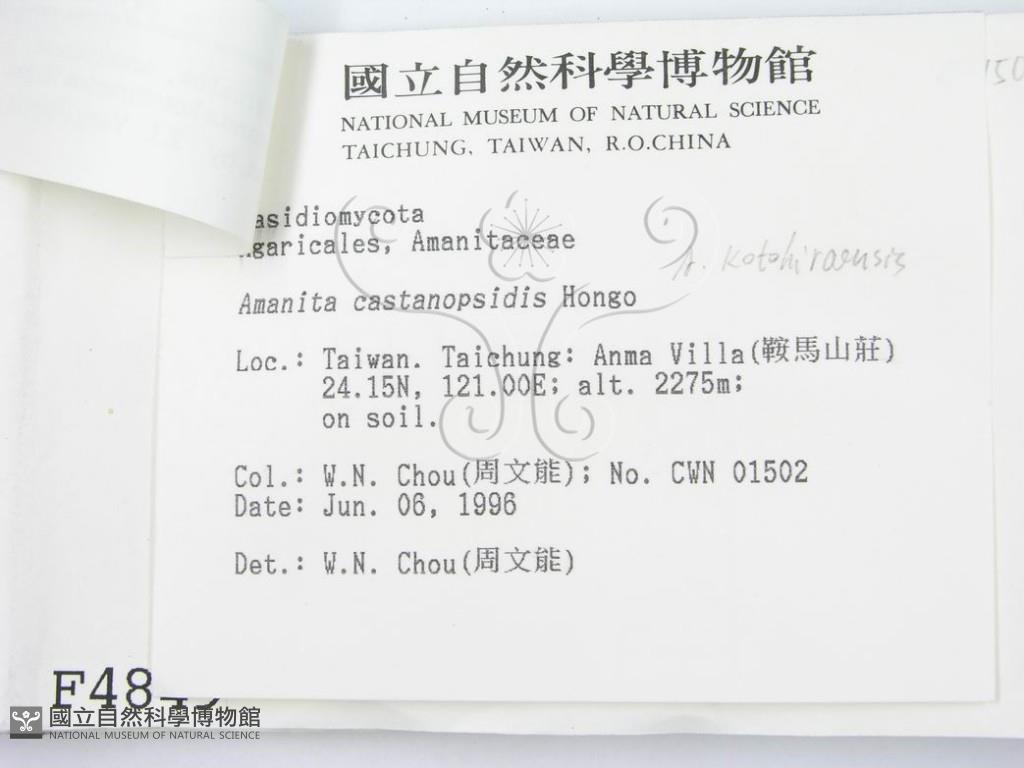 國立自然科學博物館
NATIONAL MUSEUM OF NATURAL SCIENCE
TAICHUNG, TAIWAN, R.O.CHINA
150
asidiomycota
garicales, Amanitaceae
A. kotohiraensis
Amanita castanopsidis Hongo
Loc.: Taiwan. Taichung: Anma Villa(鞍馬山莊)
24.15N, 121.00E; alt. 2275m;
on soil.
Col.: W.N. Chou(周文能); No. CWN 01502
Date: Jun. 06, 1996
Det.: W.N. Chou(周文能)
F48
國立自然科學博物館
NATIONAL MUSEUM OF NATURAL SCIENCE